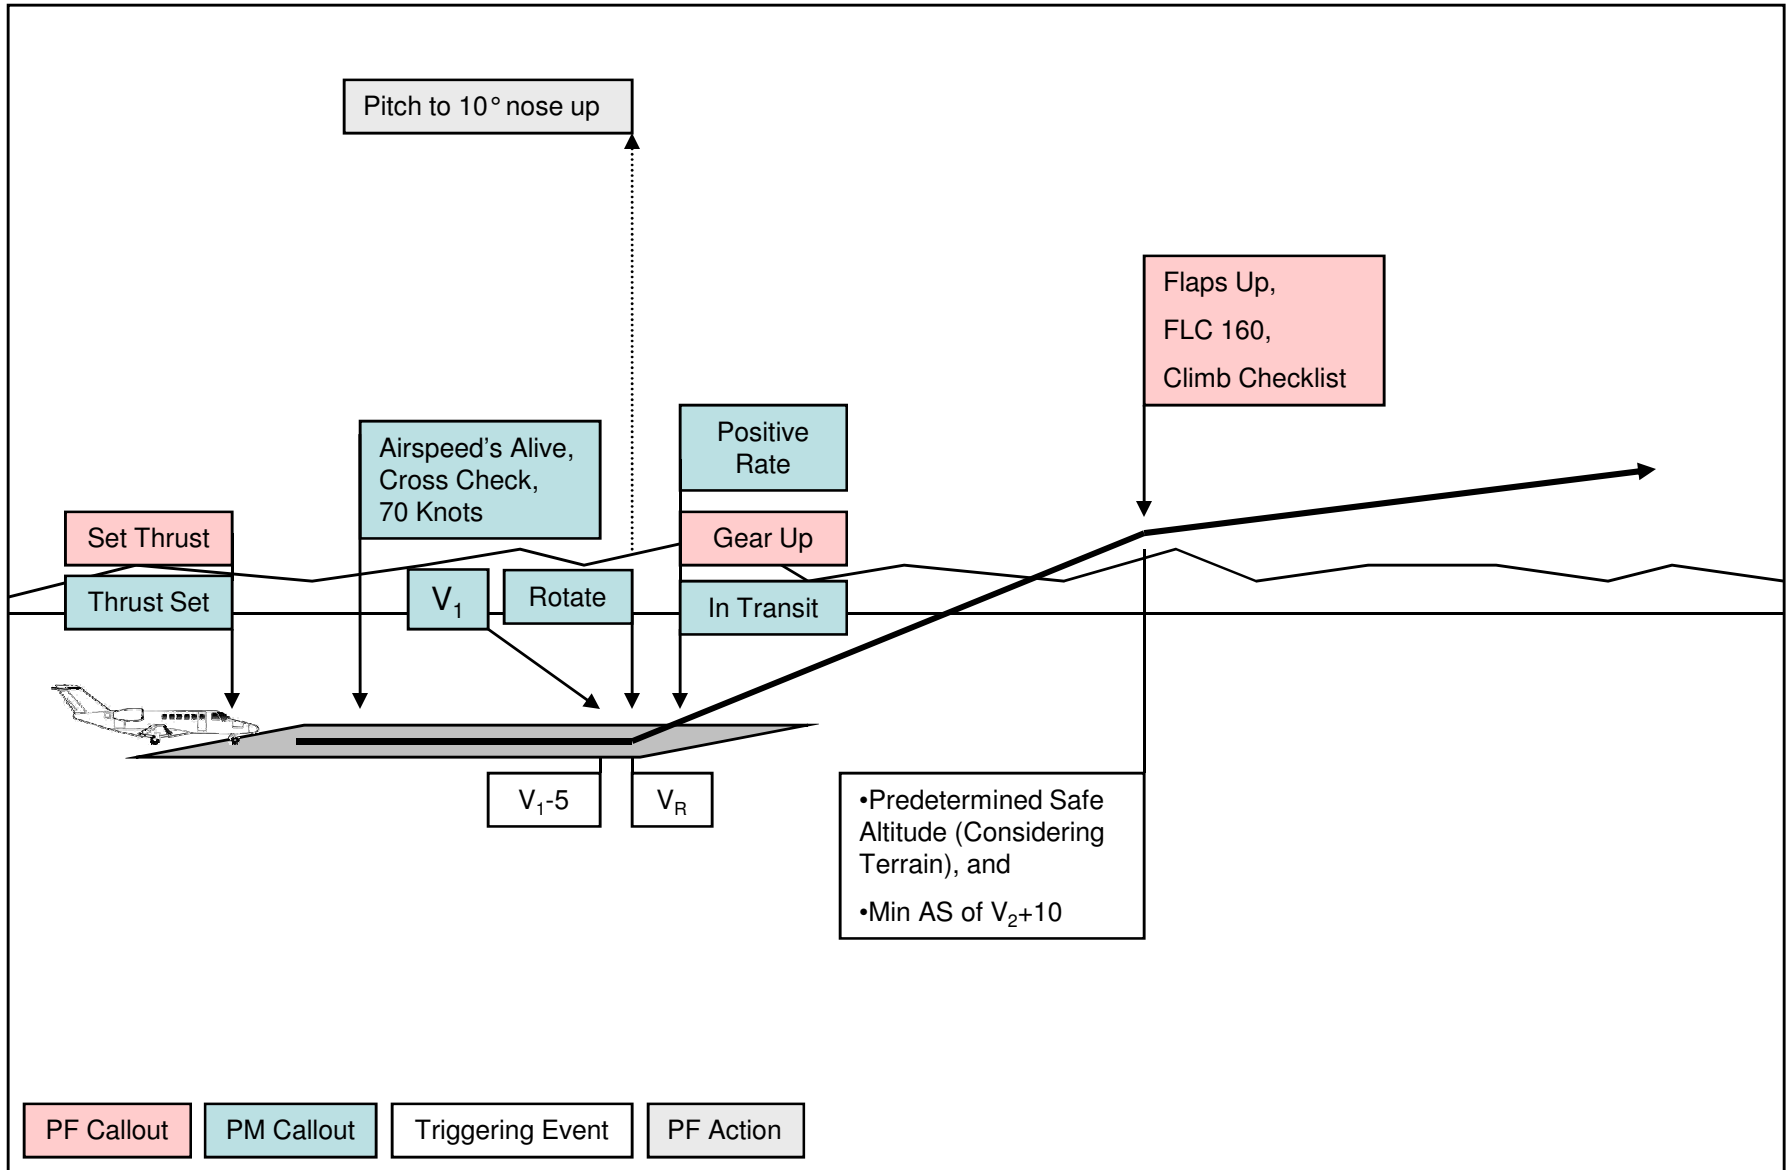 Pitch to 10° nose up
Flaps Up,
FLC 160,
Climb Checklist
Positive
Rate
Airspeed's Alive,
Cross Check,
70 Knots
Set Thrust
Gear Up
Thrust Set
V1
Rotate
In Transit
V1-5
VR
•Predetermined Safe
Altitude (Considering
Terrain), and
•Min AS of V2+10
PF Callout
PM Callout
Triggering Event
PF Action